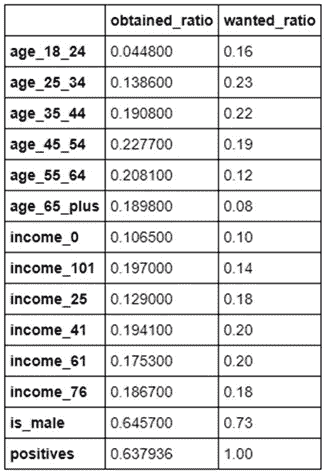 obtained_ratio wanted_ratio
age_18_24 0.044800 0.16
age_25_34 0.138600 0.23
age_35_44 0.190800 0.22
age_45_54 0.227700 0.19
age_55_64 0.208100 0.12
age_65_plus 0.189800 0.08
income_0 0.106500 0.10
income_101 0.197000 0.14
income_25 0.129000 0.18
income_41 0.194100 0.20
income_61 0.175300 0.20
income_76 0.186700 0.18
is_male 0.645700 0.73
positives 0.637936 1.00